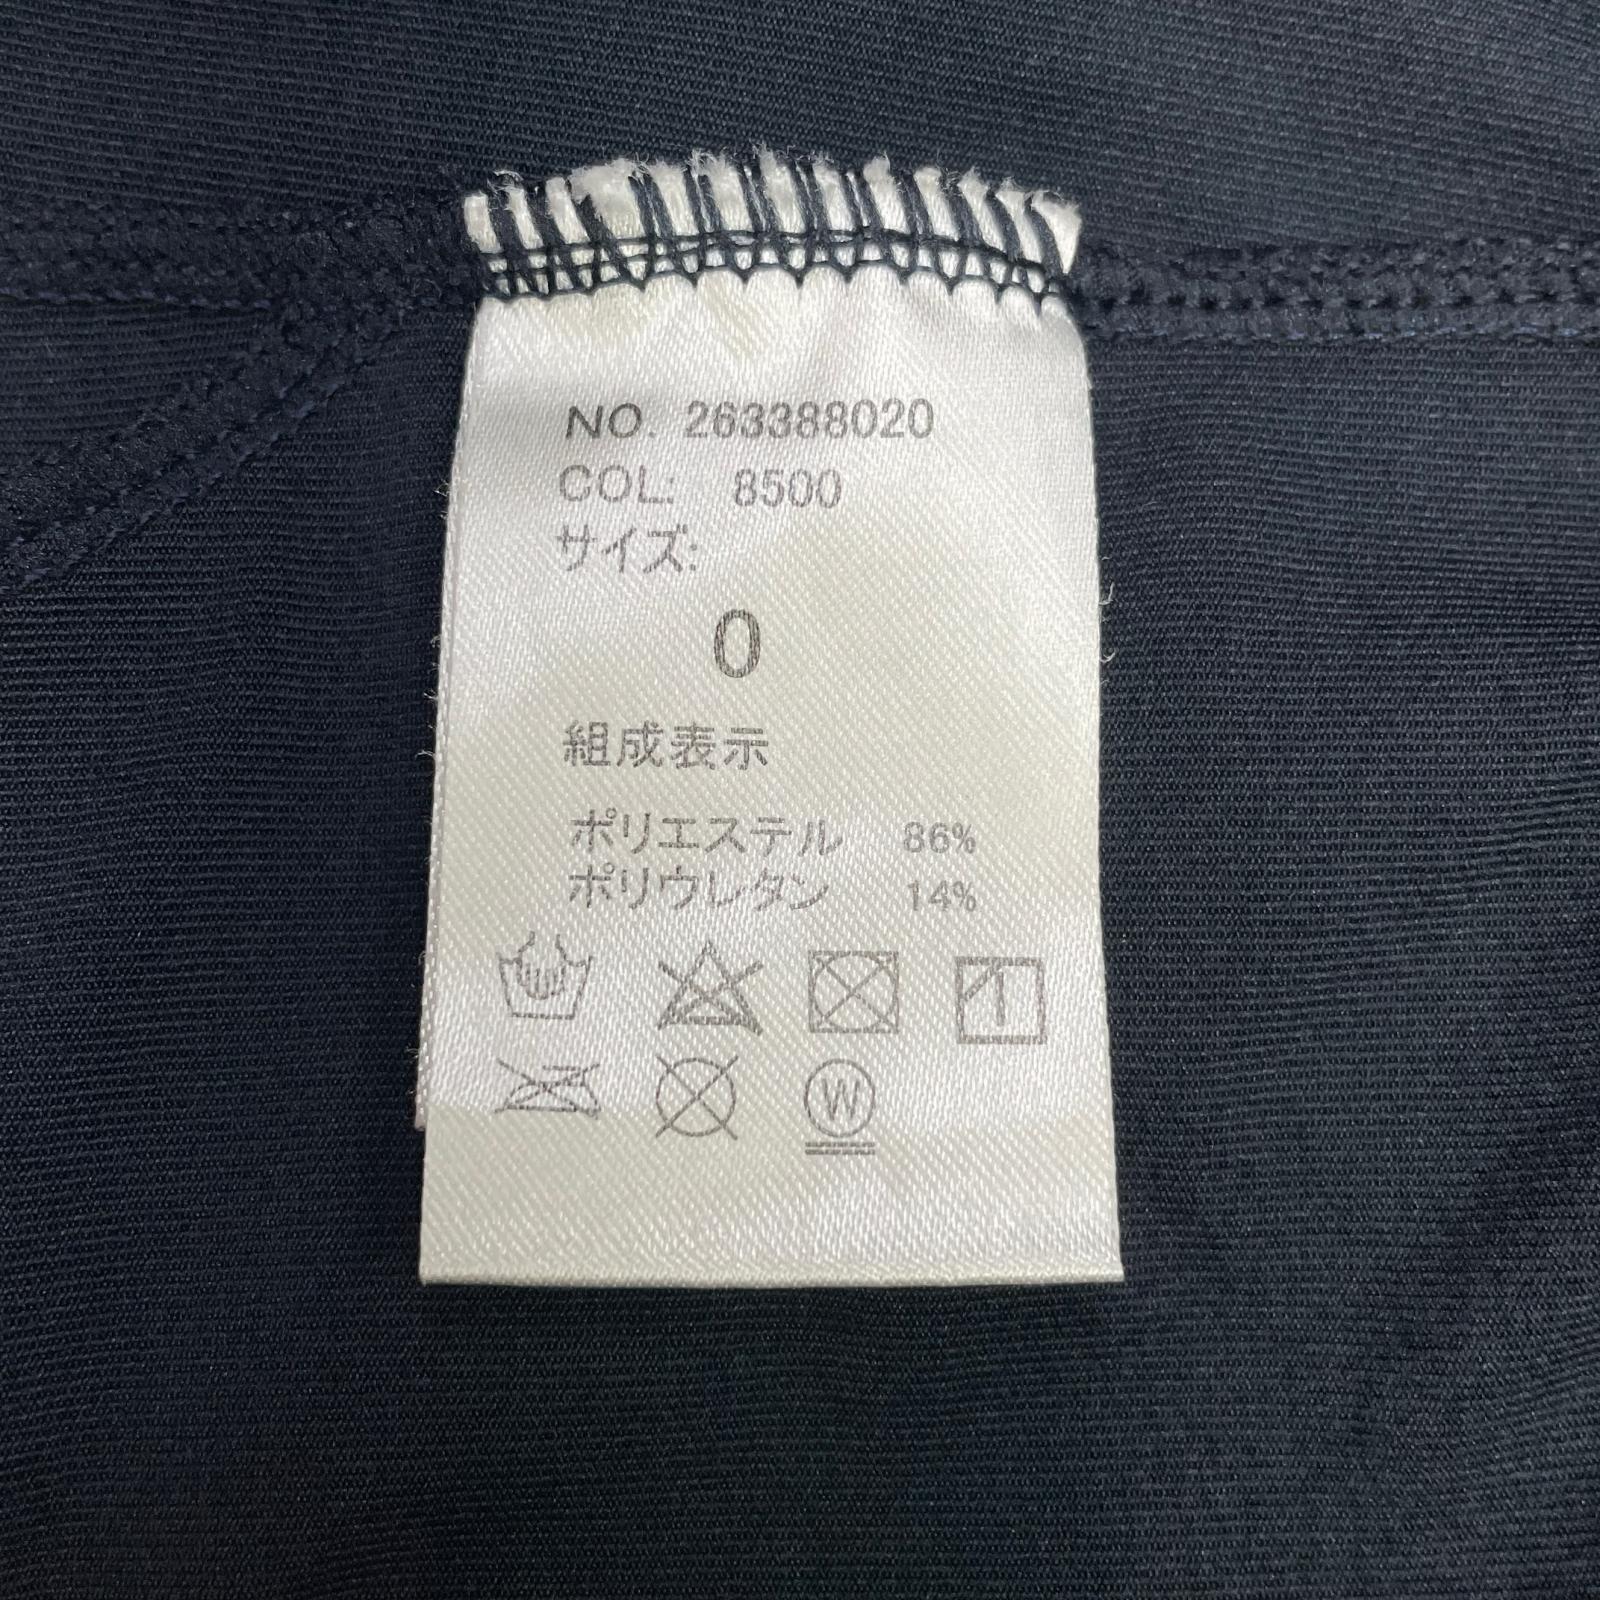 NO. 263388020
COL: 8500
サイズ:
0
組成表示
ポリエステル 86%
ポリウレタン 14%
W